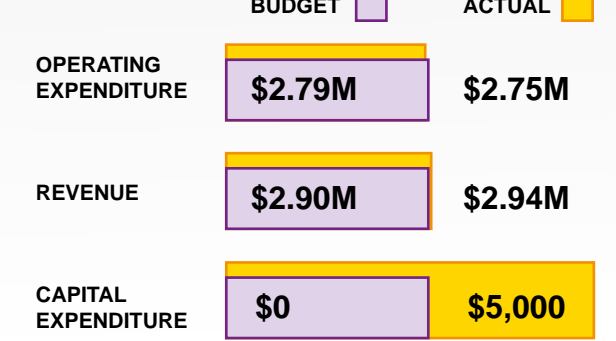 BUDGET ACTUAL
OPERATING
EXPENDITURE
$2.79M $2.75M
REVENUE $2.90M $2.94M
CAPITAL
EXPENDITURE
$0 $5,000